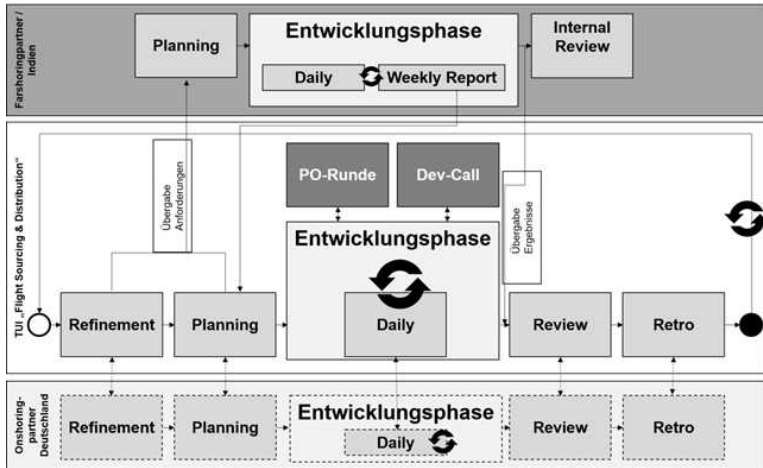 Farshoringpartner /
Indien
Planning
Entwicklungsphase
Daily
Weekly Report
Internal
Review
TUI „Flight Sourcing & Distribution"
Übergabe
Anforderungen
PO-Runde
Dev-Call
Übergabe
Ergebnisse
Entwicklungsphase
Refinement
Planning
Daily
Review
Retro
Onshoring-
partner
Deutschland
Refinement
Planning
Entwicklungsphase
Daily
Review
Retro